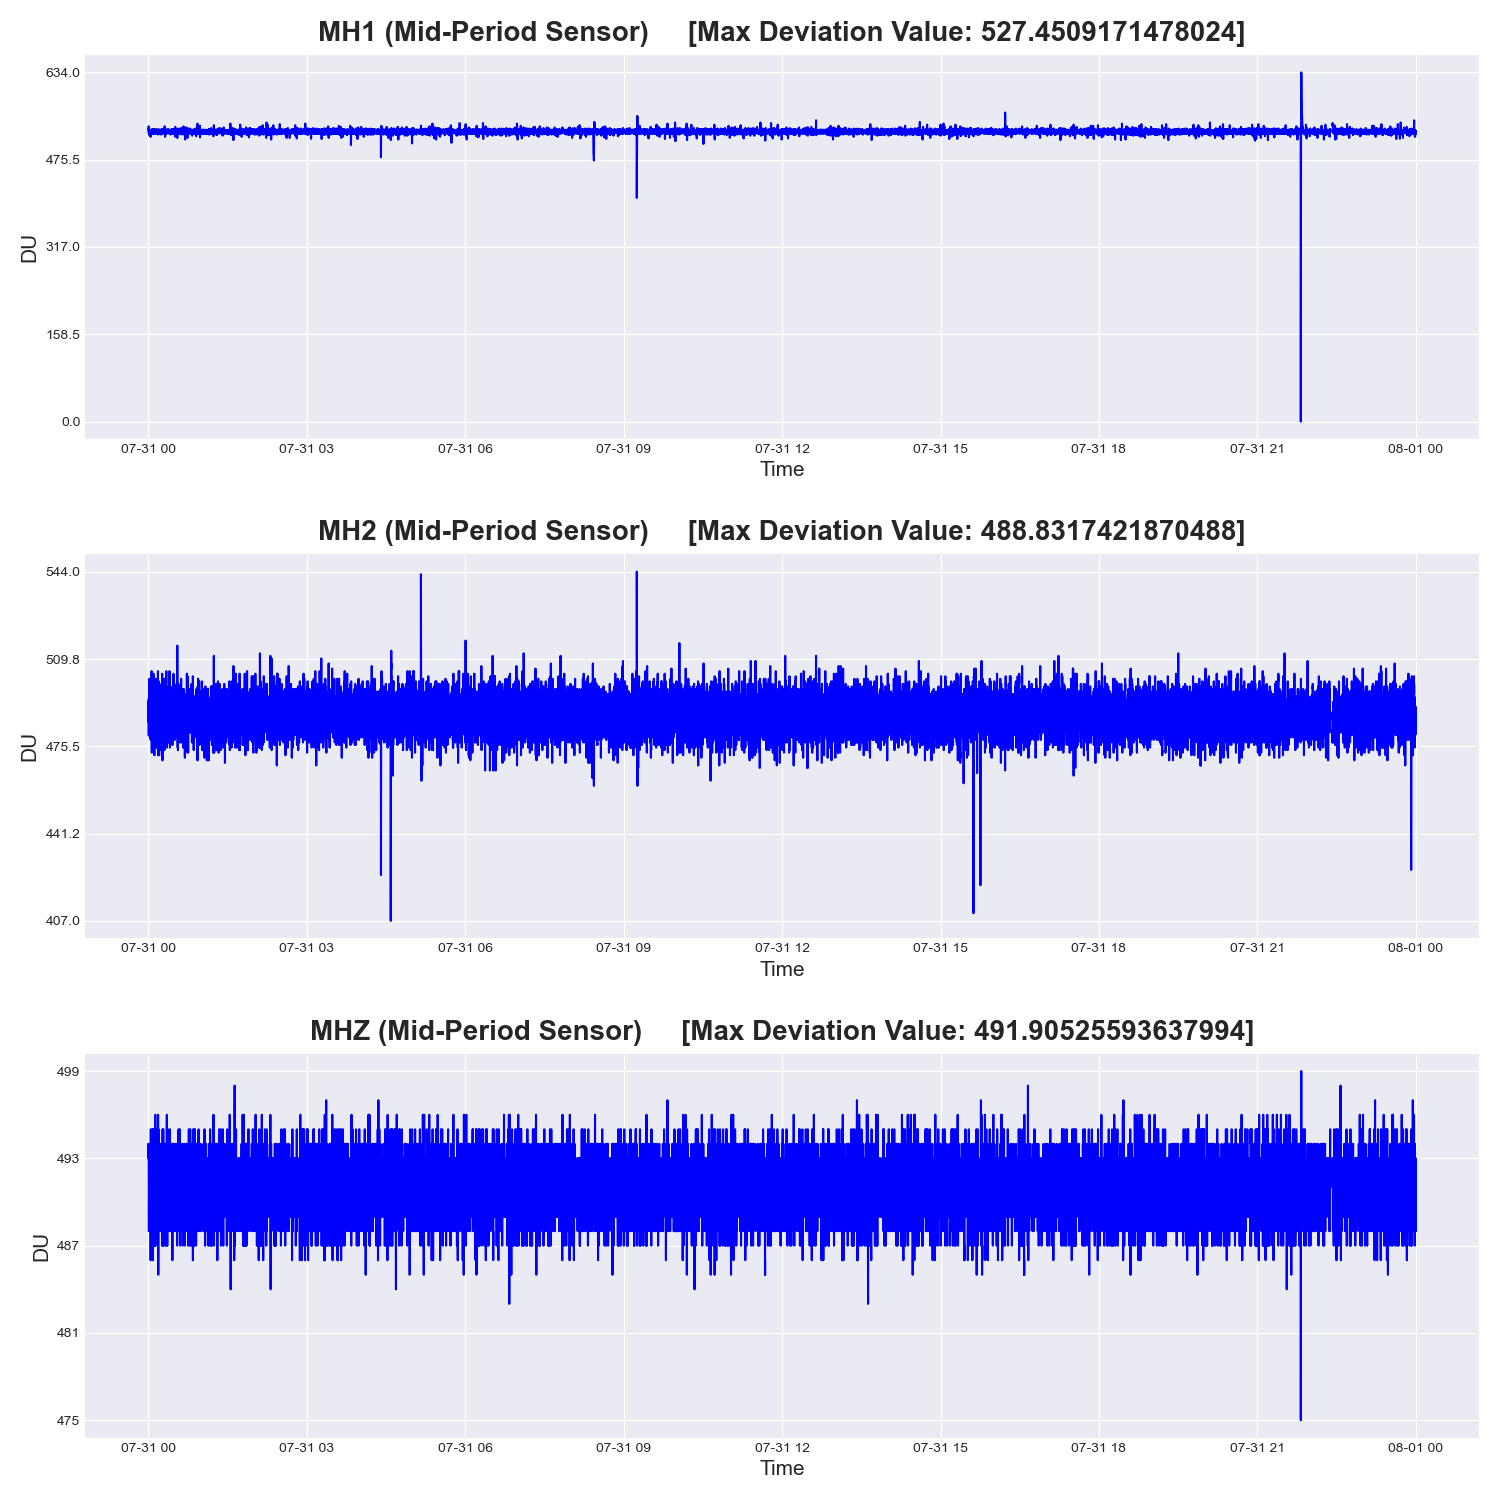 MH1 (Mid-Period Sensor) [Max Deviation Value: 527.4509171478024]
634.0
475.5
317.0
158.5
0.0
DU
07-31 00 07-31 03 07-31 06 07-31 09 07-31 12 07-31 15 07-31 18 07-31 21 08-01 00
Time
MH2 (Mid-Period Sensor) [Max Deviation Value: 488.8317421870488]
544.0
509.8
475.5
441.2
407.0
DU
07-31 00 07-31 03 07-31 06 07-31 09 07-31 12 07-31 15 07-31 18 07-31 21 08-01 00
Time
MHZ (Mid-Period Sensor) [Max Deviation Value: 491.90525593637994]
499
493
487
481
475
DU
07-31 00 07-31 03 07-31 06 07-31 09 07-31 12 07-31 15 07-31 18 07-31 21 08-01 00
Time